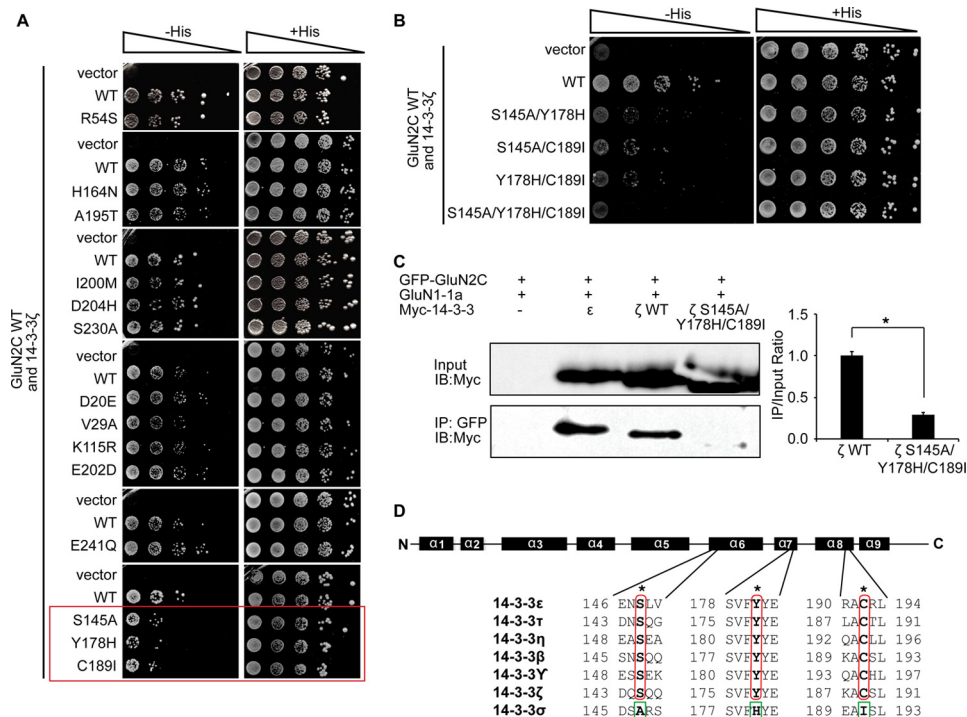 A
-His +His
GluN2C WT and 14-3-3ζ
vector
WT
R54S
vector
WT
H164N
A195T
vector
WT
I200M
D204H
S230A
vector
WT
D20E
V29A
K115R
E202D
vector
WT
E241Q
vector
WT
S145A
Y178H
C189I
B
-His +His
GluN2C WT and 14-3-3ζ
vector
WT
S145A/Y178H
S145A/C189I
Y178H/C189I
S145A/Y178H/C189I
C
GFP-GluN2C + + + +
GluN1-1a + + + +
Myc-14-3-3 - ε ζ WT ζ S145A/
Y178H/C189I
Input
IB:Myc
IP: GFP
IB:Myc
IP/Input Ratio
1.5
1.0
0.5
0.0
*
ζ WT ζ S145A/
Y178H/C189I
D
N α1 α2 α3 α4 α5 α6 α7 α8 α9 C
* * *
14-3-3ε 146 ENSLV 178 SVFYYE 190 RACRL 194
14-3-3τ 143 DNSQG 175 SVFYYE 187 LACTL 191
14-3-3η 148 EASEA 180 SVFYYE 192 QACLL 196
14-3-3β 145 NNSQQ 177 SVFYYE 189 KACSL 193
14-3-3ϒ 148 ESSEK 180 SVFYYE 193 QACHL 197
14-3-3ζ 143 DQSQQ 175 SVFYYE 187 KACSL 191
14-3-3σ 145 DSARS 177 SVFHYE 189 EAISL 193